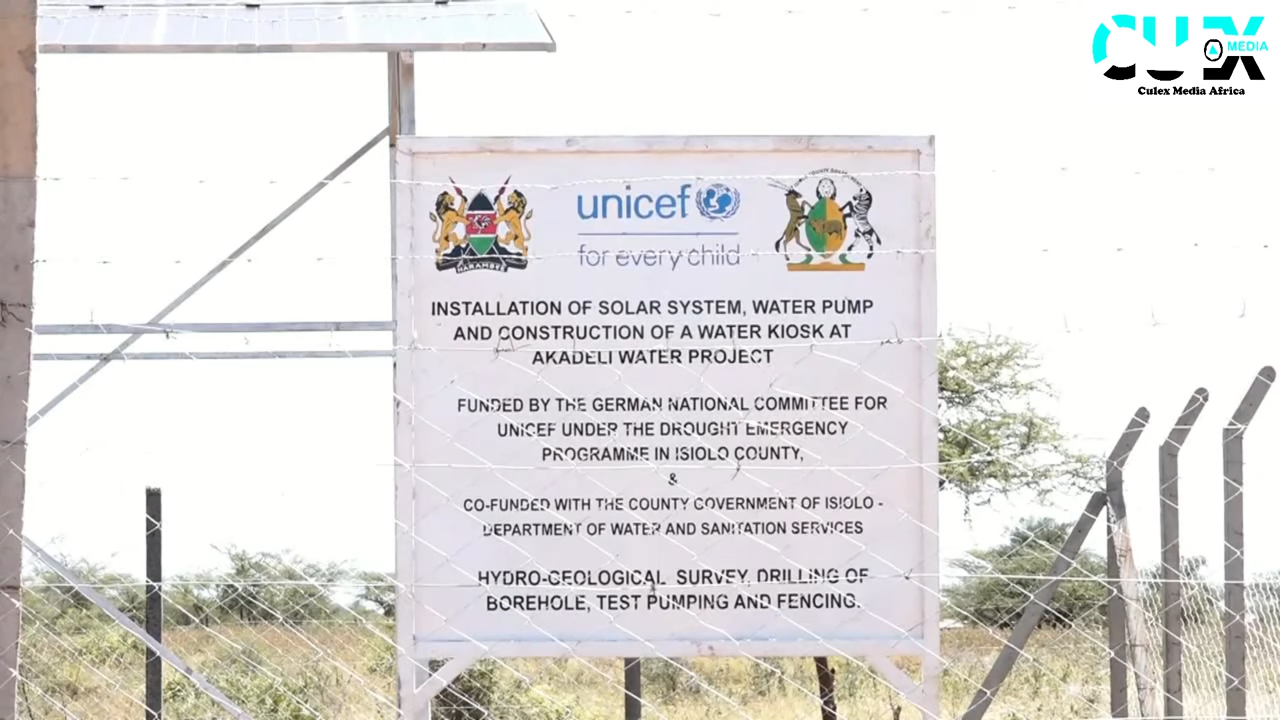 CULEX
MEDIA
Culex Media Africa
HARAMBEE
unicef
for every child
INSTALLATION OF SOLAR SYSTEM, WATER PUMP
AND CONSTRUCTION OF A WATER KIOSK AT
AKADELI WATER PROJECT
FUNDED BY THE GERMAN NATIONAL COMMITTEE FOR
UNICEF UNDER THE DROUGHT EMERGENCY
PROGRAMME IN ISIOLO COUNTY,
&
CO-FUNDED WITH THE COUNTY GOVERNMENT OF ISIOLO -
DEPARTMENT OF WATER AND SANITATION SERVICES
HYDRO-GEOLOGICAL SURVEY, DRILLING OF
BOREHOLE, TEST PUMPING AND FENCING.